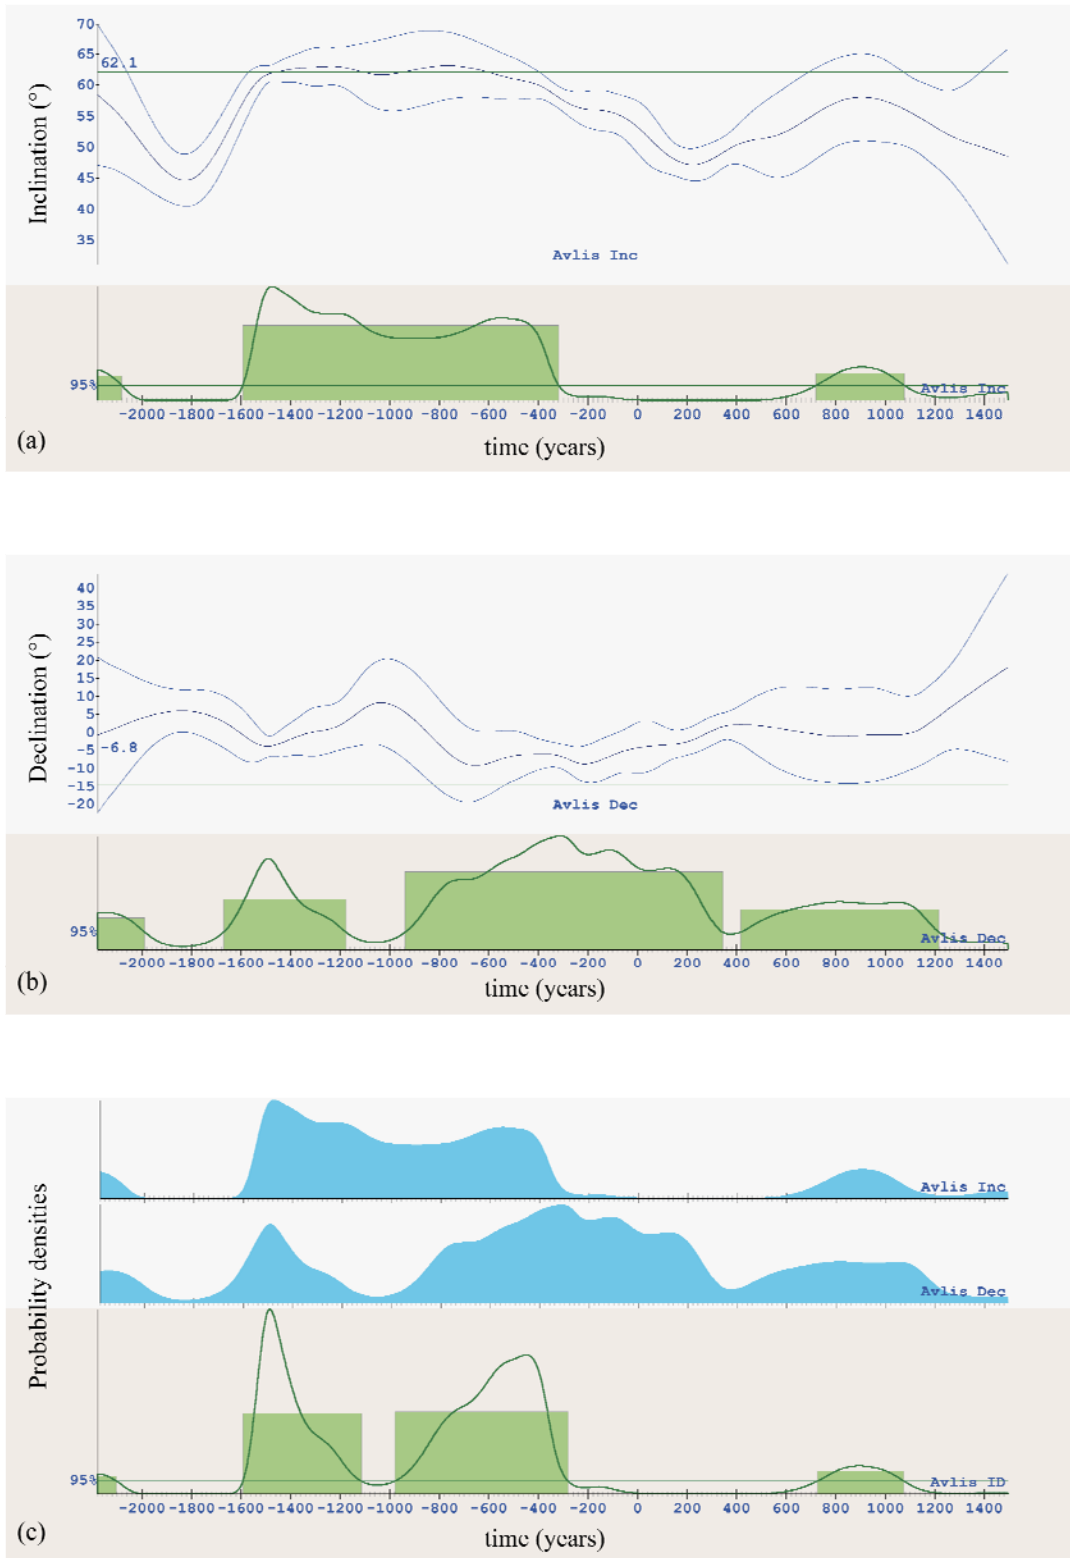 70
65
62.1
60
55
50
45
40
35
Inclination (°)
Avlis Inc
95%
Avlis Inc
-2000 -1800 -1600 -1400 -1200 -1000 -800 -600 -400 -200 0 200 400 600 800 1000 1200 1400
(a)
time (years)
40
35
30
25
20
15
10
5
0
-5
-6.8
-10
-15
-20
Declination (°)
Avlis Dec
95%
Avlis Dec
-2000 -1800 -1600 -1400 -1200 -1000 -800 -600 -400 -200 0 200 400 600 800 1000 1200 1400
(b)
time (years)
Probability densities
Avlis Inc
Avlis Dec
95%
Avlis ID
-2000 -1800 -1600 -1400 -1200 -1000 -800 -600 -400 -200 0 200 400 600 800 1000 1200 1400
(c)
time (years)